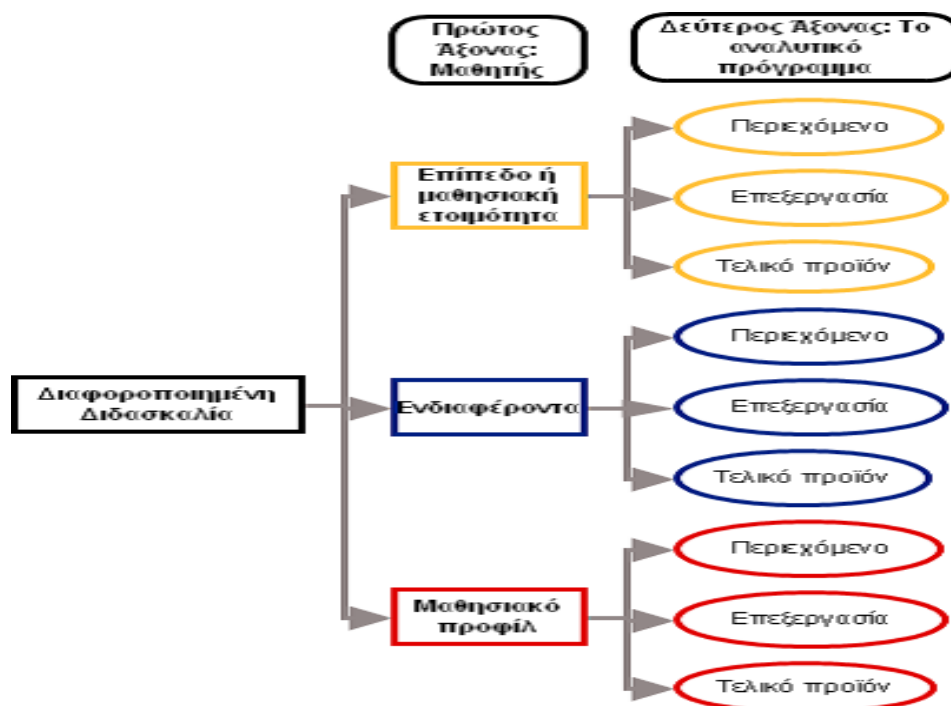 Πρώτος
Άξονας:
Μαθητής
Δεύτερος Άξονας: Το
αναλυτικό
πρόγραμμα
Διαφοροποιημένη
Διδασκαλία
Επίπεδο ή
μαθησιακή
ετοιμότητα
Περιεχόμενο
Επεξεργασία
Τελικό προϊόν
Ενδιαφέροντα
Περιεχόμενο
Επεξεργασία
Τελικό προϊόν
Μαθησιακό
προφίλ
Περιεχόμενο
Επεξεργασία
Τελικό προϊόν